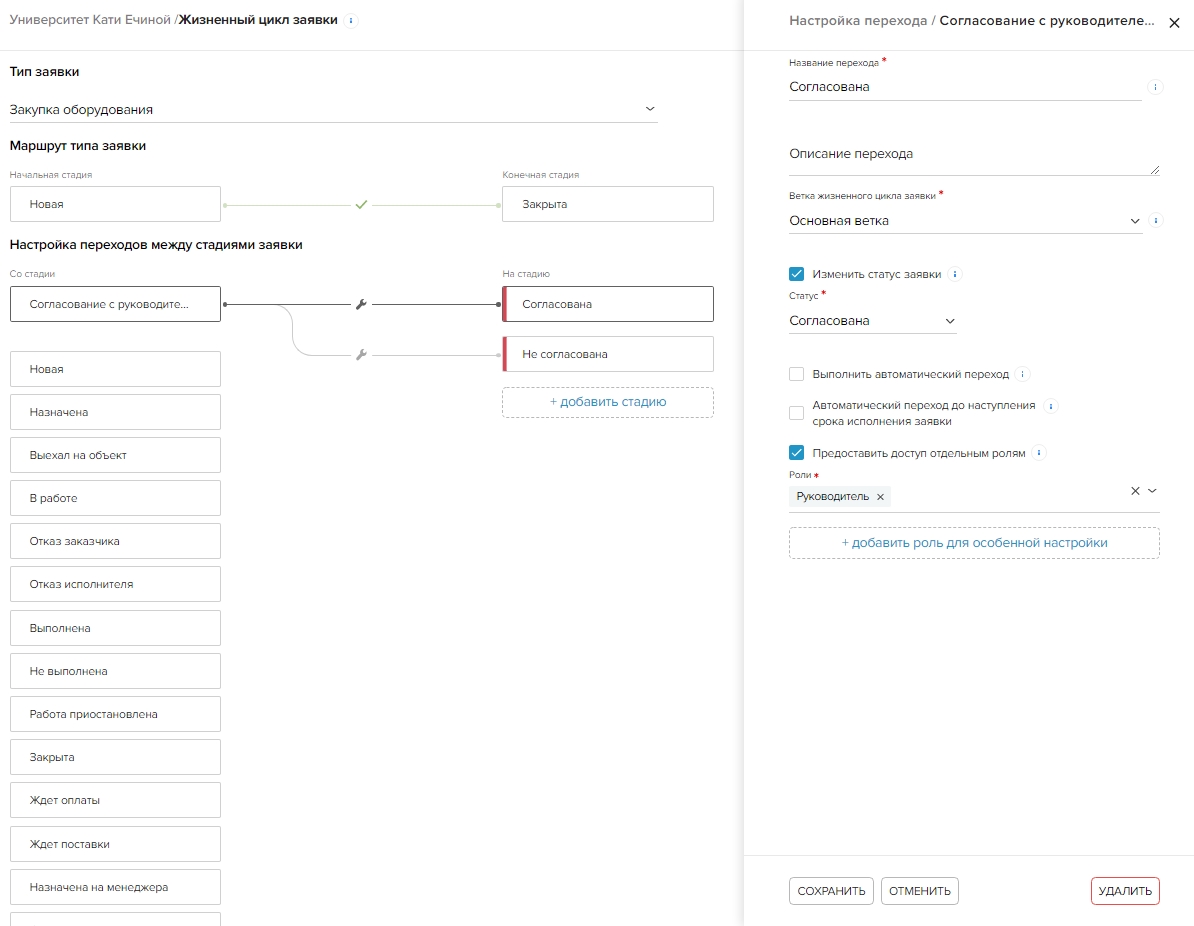 Университет Кати Ечиной /Жизненный цикл заявки
Тип заявки
Закупка оборудования
Маршрут типа заявки
Начальная стадия
Конечная стадия
Новая
Закрыта
Настройка переходов между стадиями заявки
Со стадии
На стадию
Согласование с руководите...
Согласована
Не согласована
+ добавить стадию
Новая
Назначена
Выехал на объект
В работе
Отказ заказчика
Отказ исполнителя
Выполнена
Не выполнена
Работа приостановлена
Закрыта
Ждет оплаты
Ждет поставки
Назначена на менеджера
Настройка перехода / Согласование с руководителе...
Название перехода *
Согласована
Описание перехода
Ветка жизненного цикла заявки *
Основная ветка
Изменить статус заявки
Статус *
Согласована
Выполнить автоматический переход
Автоматический переход до наступления
срока исполнения заявки
Предоставить доступ отдельным ролям
Роли *
Руководитель ×
+ добавить роль для особенной настройки
СОХРАНИТЬ ОТМЕНИТЬ УДАЛИТЬ